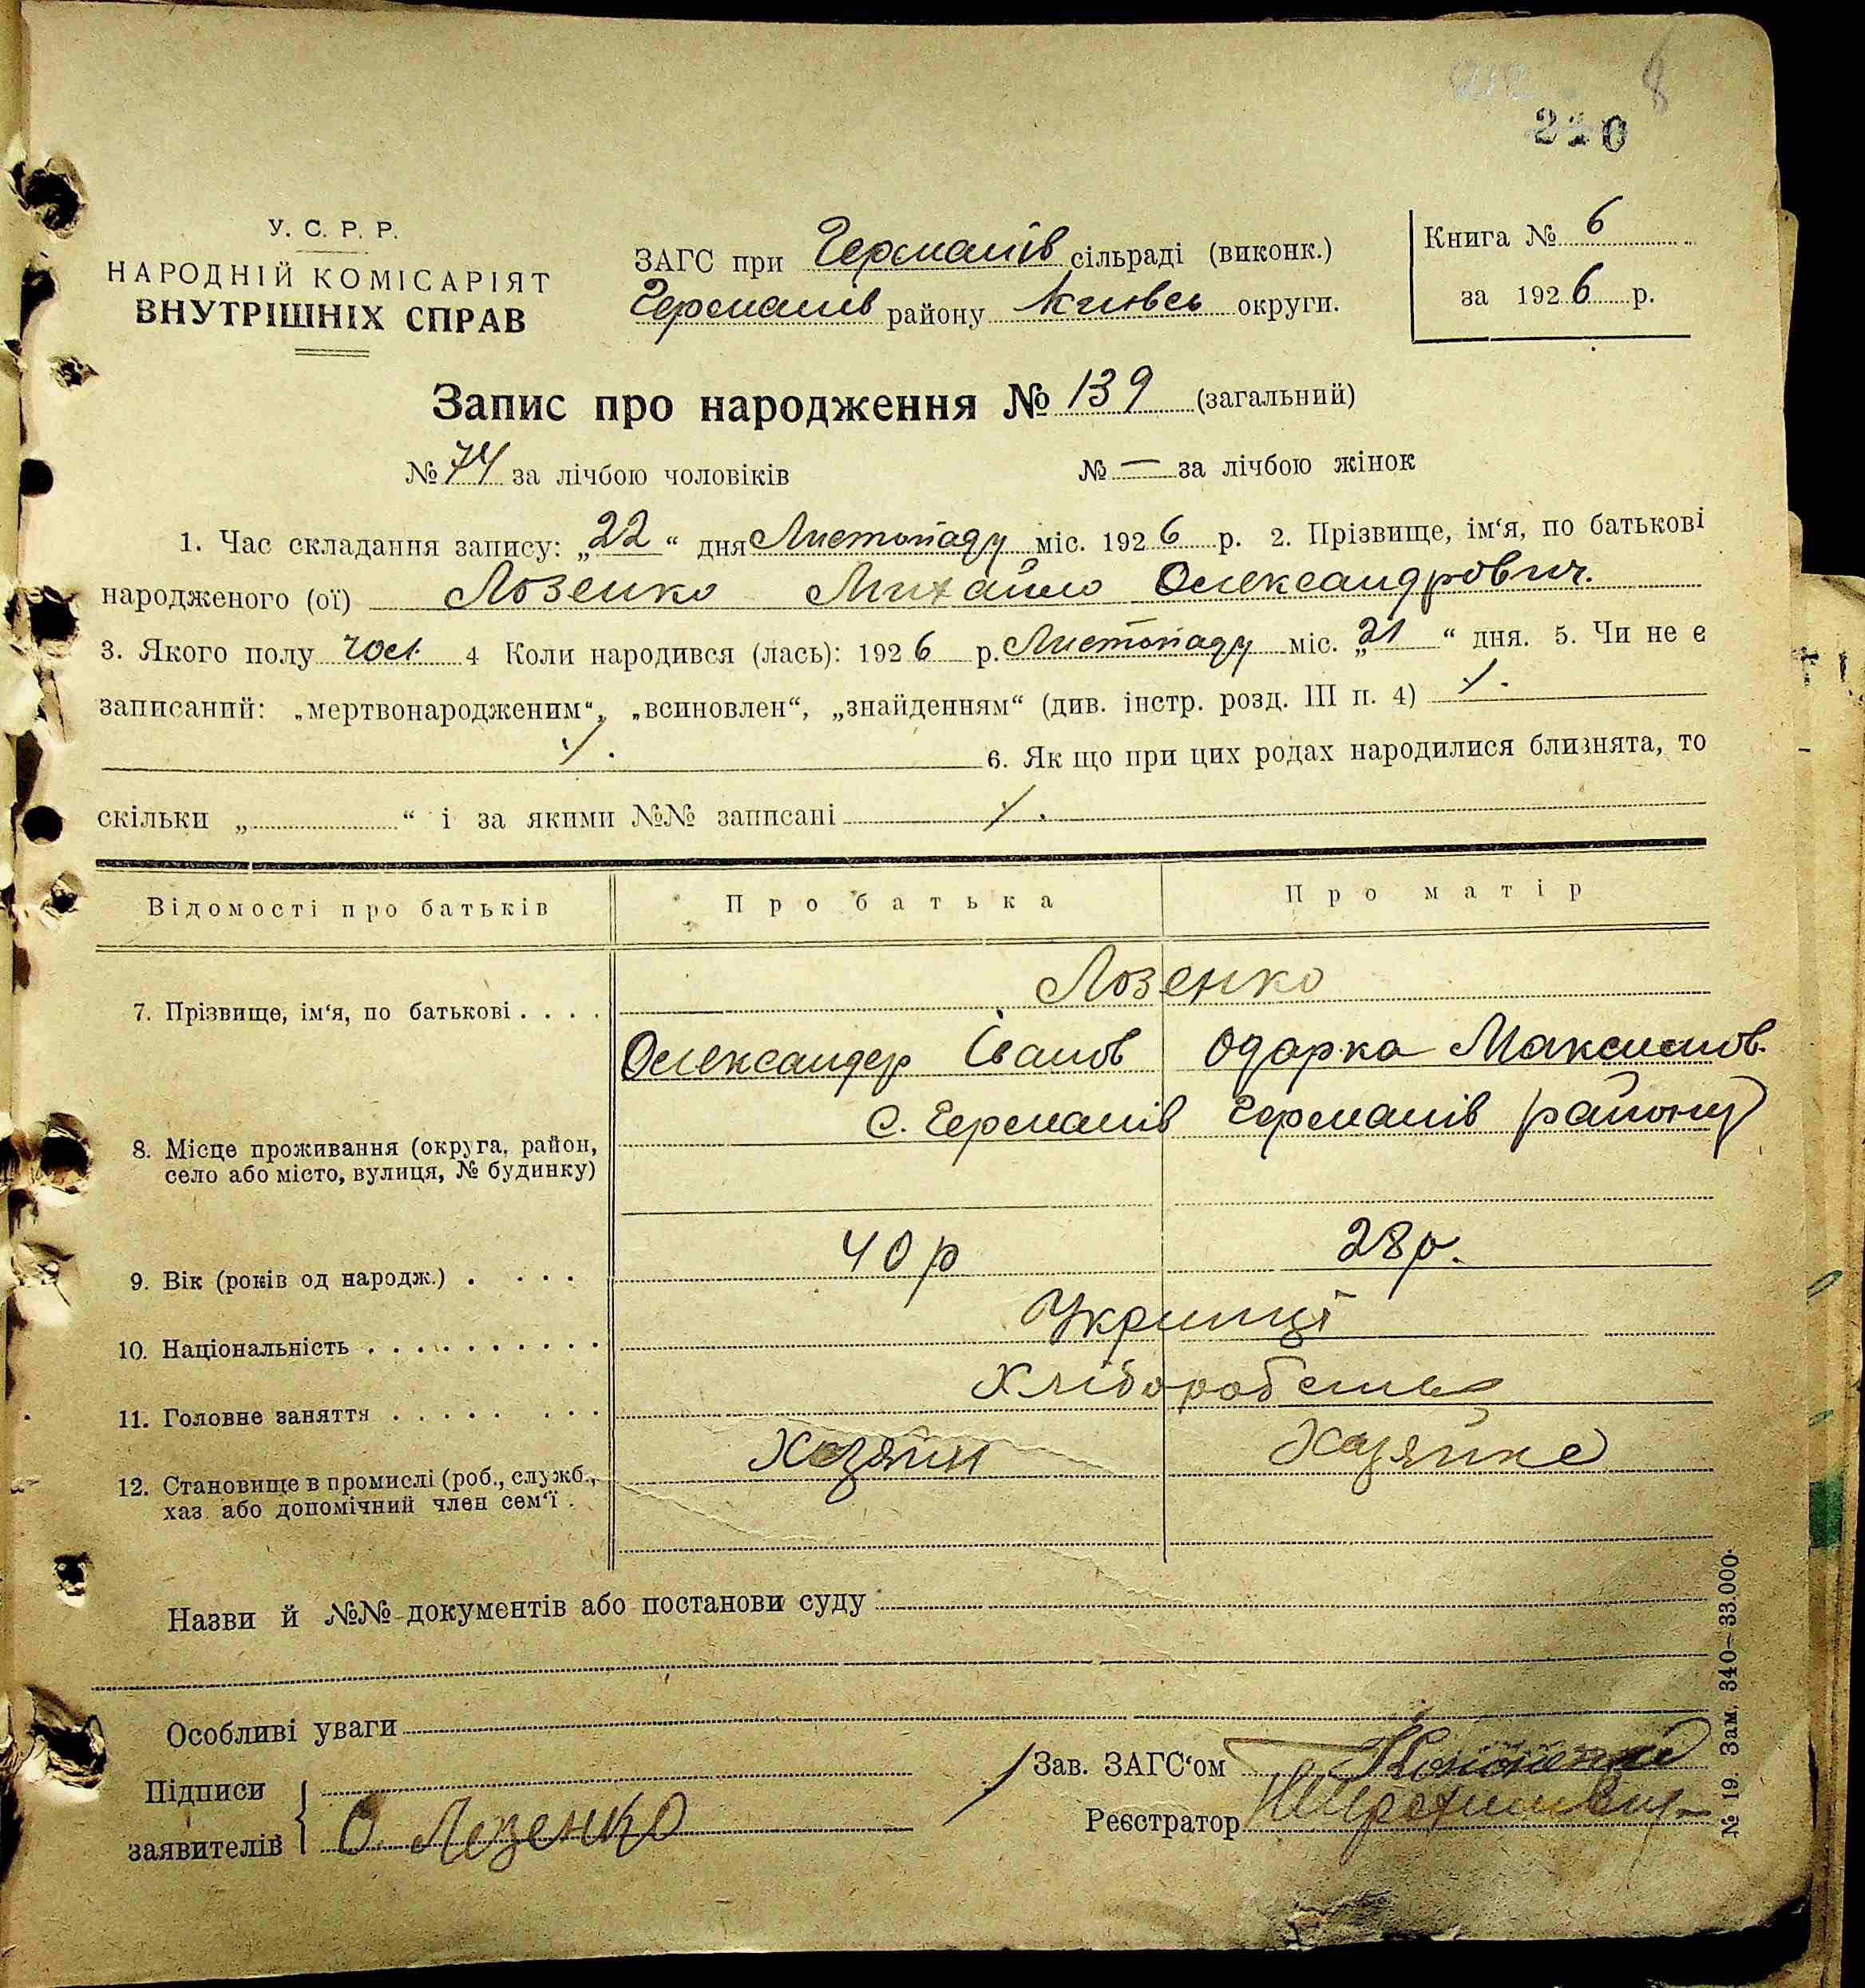 8
220
У. С. Р. Р.
НАРОДНІЙ КОМІСАРІЯТ
ВНУТРІШНІХ СПРАВ
ЗАГС при Германів сільраді (виконк.)
Германів району Київсь округи.
Книга № 6
за 1926 р.
Запис про народження № 139 (загальний)
№ 74 за лічбою чоловіків № — за лічбою жінок
1. Час складання запису: „22“ дня Листопаду міс. 1926 р. 2. Прізвище, ім‘я, по батькові
народженого (ої) Лозенко Михайло Олександрович.
3. Якого полу чол. 4 Коли народився (лась): 1926 р. Листопаду міс. „21“ дня. 5. Чи не є
записаний: „мертвонародженим“, „всиновлен“, „знайденням“ (див. інстр. розд. III п. 4)
6. Як що при цих родах народилися близнята, то
скільки „ “ і за якими №№ записані
Відомості про батьків Про батька Про матір
7. Прізвище, ім‘я, по батькові . . . . Лозенко
Олександер Іванов Одарка Максимов.
8. Місце проживання (округа, район, село або місто, вулиця, № будинку) с. Германів Германів району
9. Вік (років од народж.) . . . . 40 р 28 р.
10. Національність . . . . . . . . . . Укринці
11. Головне заняття . . . . . . . . Хлібороб
12. Становище в промислі (роб., служб., хаз. або допомічний член сем‘ї . Хозяїн Хазяйка
Назви й №№ документів або постанови суду
Особливі уваги
Підписи
заявителів О. Лозенко
Зав. ЗАГС‘ом
Реєстратор
№ 19. Зам. 340—33.000.